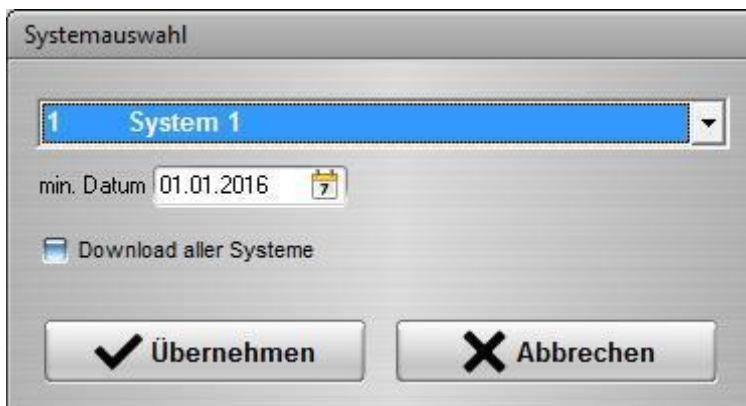 Systemauswahl
1 System 1
min. Datum 01.01.2016 7
Download aller Systeme
Übernehmen Abbrechen